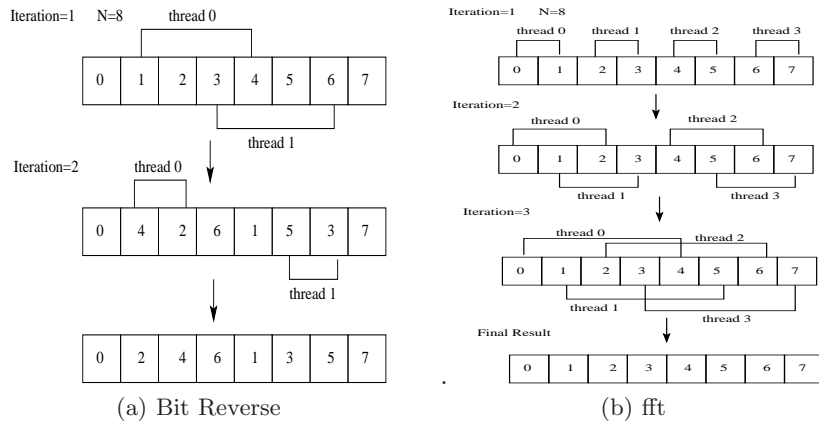 Iteration=1 N=8 thread 0
0 1 2 3 4 5 6 7
thread 1
Iteration=2
thread 0
0 4 2 6 1 5 3 7
thread 1
0 2 4 6 1 3 5 7
(a) Bit Reverse
Iteration=1 N=8
thread 0 thread 1 thread 2 thread 3
0 1 2 3 4 5 6 7
Iteration=2
thread 0 thread 2
0 1 2 3 4 5 6 7
thread 1 thread 3
Iteration=3
thread 0 thread 2
0 1 2 3 4 5 6 7
thread 1
thread 3
Final Result
0 1 2 3 4 5 6 7
.
(b) fft